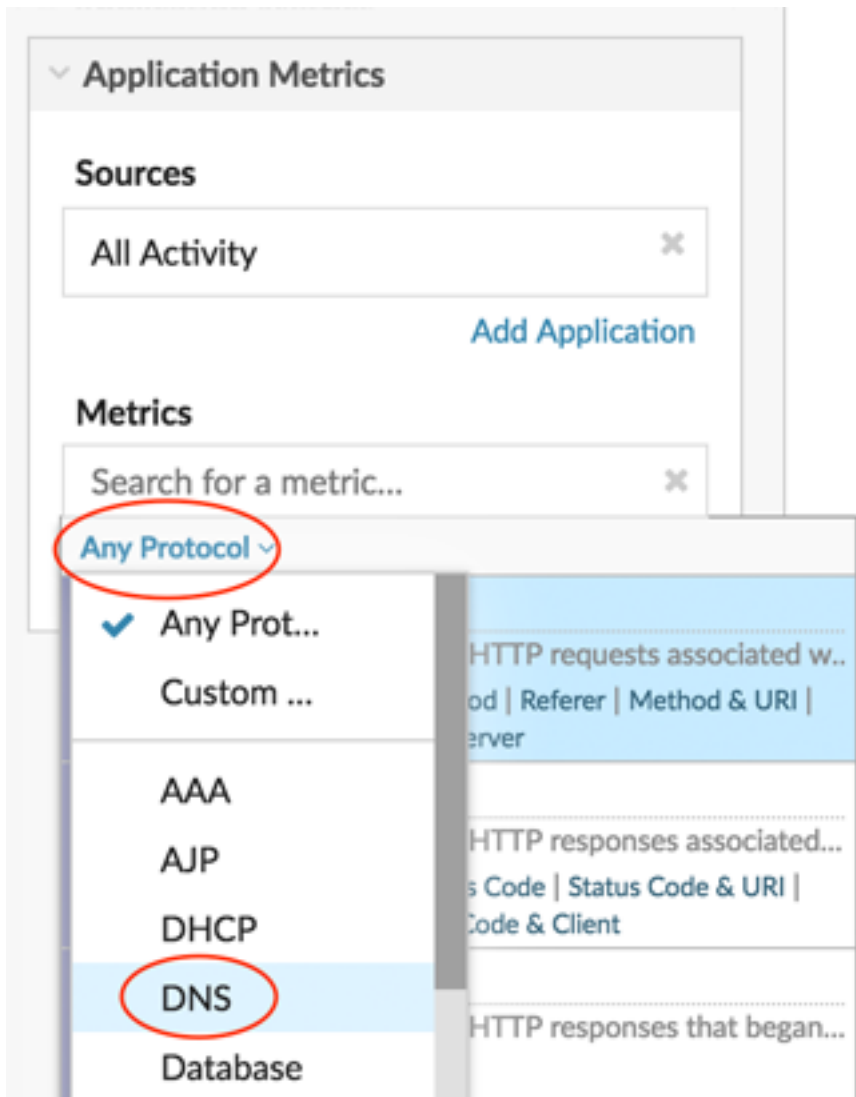 Application Metrics
Sources
All Activity
Add Application
Metrics
Search for a metric...
Any Protocol
Any Prot...
Custom ...
AAA
AJP
DHCP
DNS
Database
HTTP requests associated w..
od | Referer | Method & URI |
erver
HTTP responses associated...
s Code | Status Code & URI |
Code & Client
HTTP responses that began...